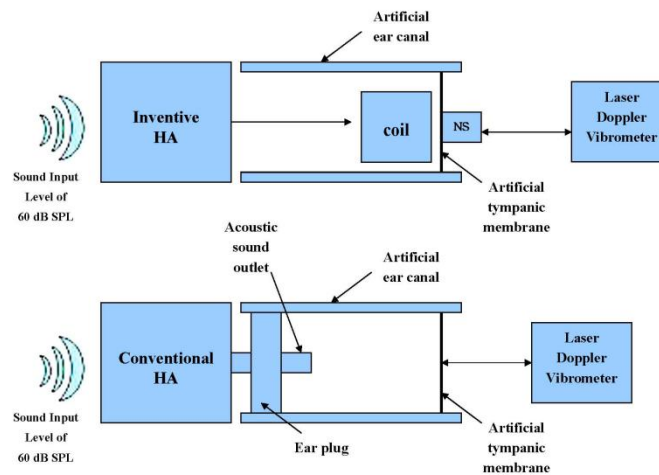 Artificial
ear canal
Inventive
HA
coil
NS
Laser
Doppler
Vibrometer
Sound Input
Level of
60 dB SPL
Artificial
tympanic
membrane
Acoustic
sound
outlet
Artificial
ear canal
Conventional
HA
Laser
Doppler
Vibrometer
Sound Input
Level of
60 dB SPL
Ear plug
Artificial
tympanic
membrane